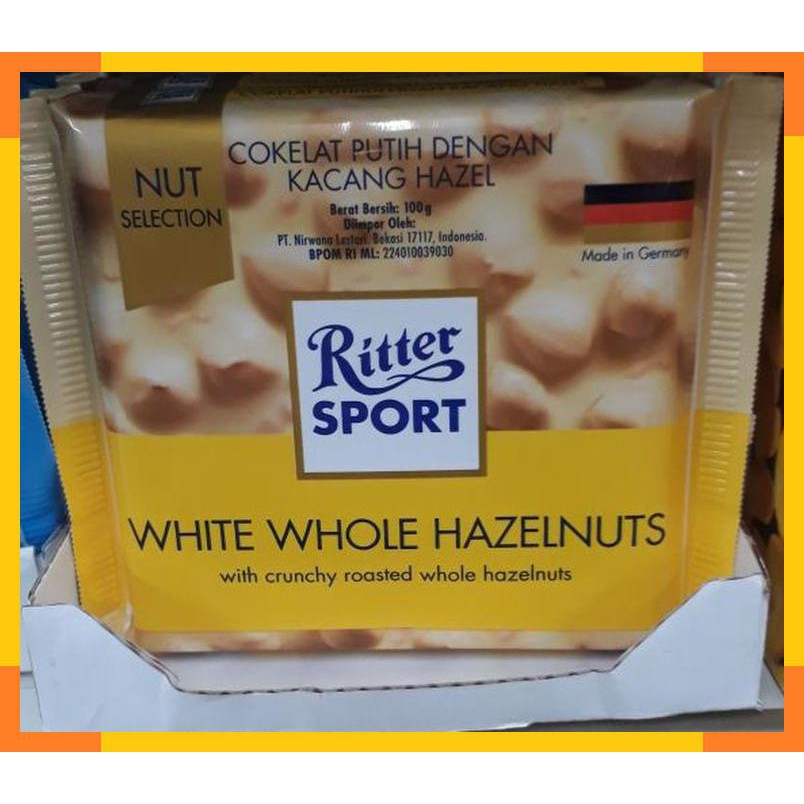 NUT
SELECTION
COKELAT PUTIH DENGAN
KACANG HAZEL
Berat Bersih: 100g
Diimpor Oleh:
PT. Nirwana Lestari. Bekasi 17117, Indonesia.
BPOM RI ML: 224010039030
Made in Germany
Ritter
SPORT
WHITE WHOLE HAZELNUTS
with crunchy roasted whole hazelnuts